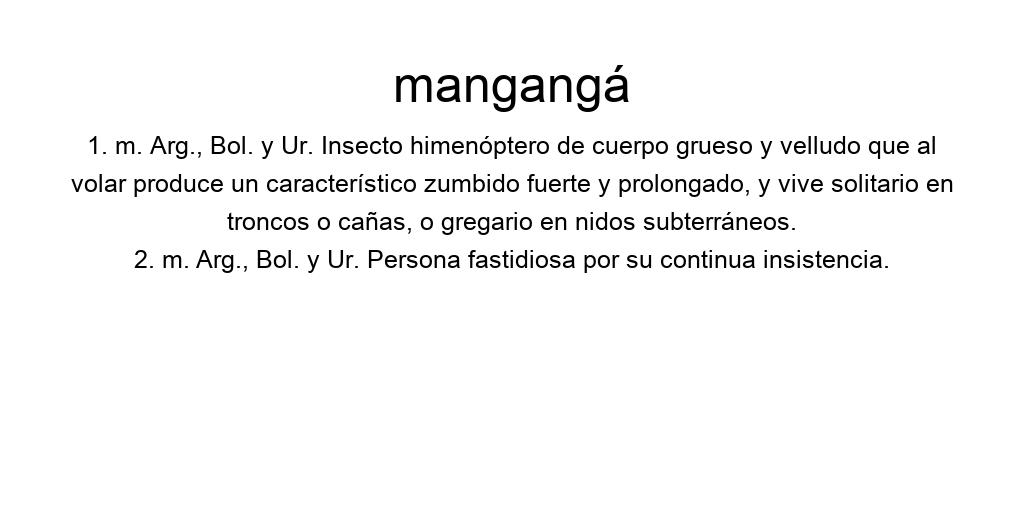 mangangá
1. m. Arg., Bol. y Ur. Insecto himenóptero de cuerpo grueso y velludo que al
volar produce un característico zumbido fuerte y prolongado, y vive solitario en
troncos o cañas, o gregario en nidos subterráneos.
2. m. Arg., Bol. y Ur. Persona fastidiosa por su continua insistencia.